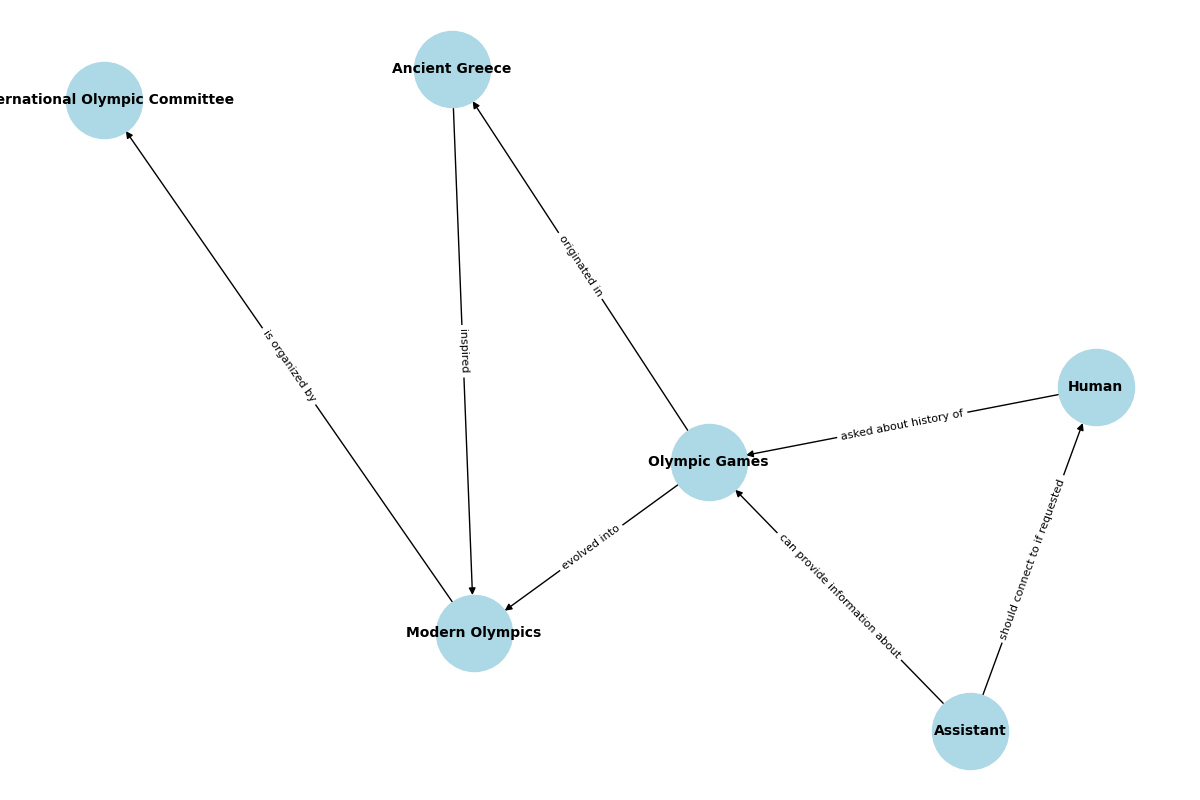 Ancient Greece
ernational Olympic Committee
originated in
inspired
is organized by
Human
asked about history of
Olympic Games
can provide information about
should connect to if requested
evolved into
Modern Olympics
Assistant